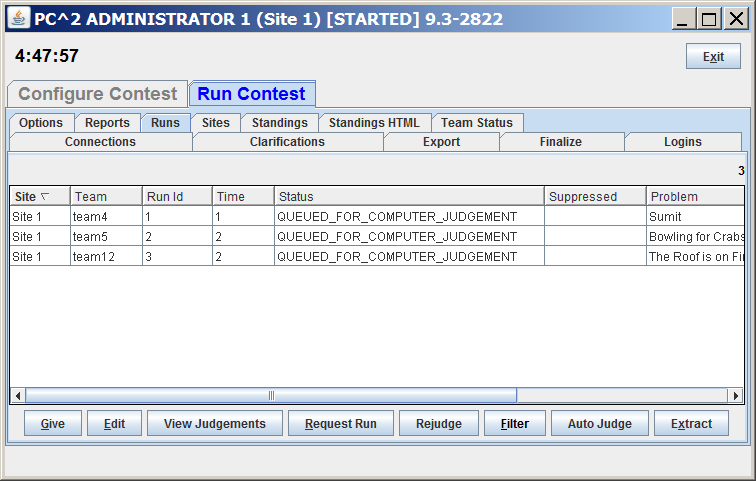 PC^2 ADMINISTRATOR 1 (Site 1) [STARTED] 9.3-2822
4:47:57
Exit
Configure Contest Run Contest
Options Reports Runs Sites Standings Standings HTML Team Status
Connections Clarifications Export Finalize Logins
3
Site Team Run Id Time Status Suppressed Problem
Site 1 team4 1 1 QUEUED_FOR_COMPUTER_JUDGEMENT Sumit
Site 1 team5 2 2 QUEUED_FOR_COMPUTER_JUDGEMENT Bowling for Crabs
Site 1 team12 3 2 QUEUED_FOR_COMPUTER_JUDGEMENT The Roof is on Fi
Give Edit View Judgements Request Run Rejudge Filter Auto Judge Extract